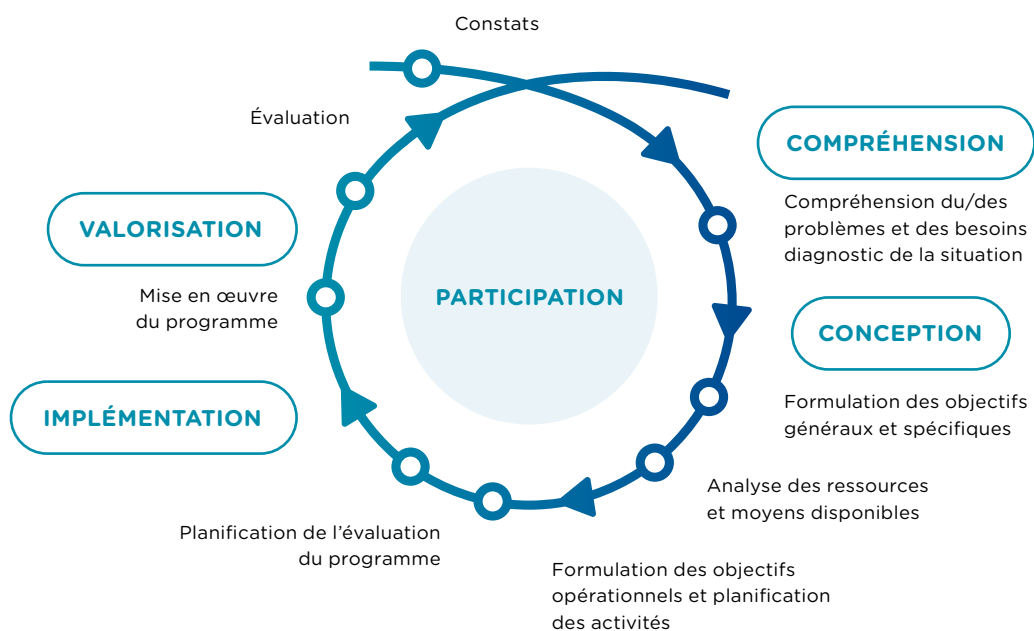 Constats
COMPRÉHENSION
Compréhension du/des
problèmes et des besoins
diagnostic de la situation
CONCEPTION
Formulation des objectifs
généraux et spécifiques
Analyse des ressources
et moyens disponibles
Formulation des objectifs
opérationnels et planification
des activités
Planification de l’évaluation
du programme
IMPLÉMENTATION
Mise en œuvre
du programme
VALORISATION
Évaluation
PARTICIPATION